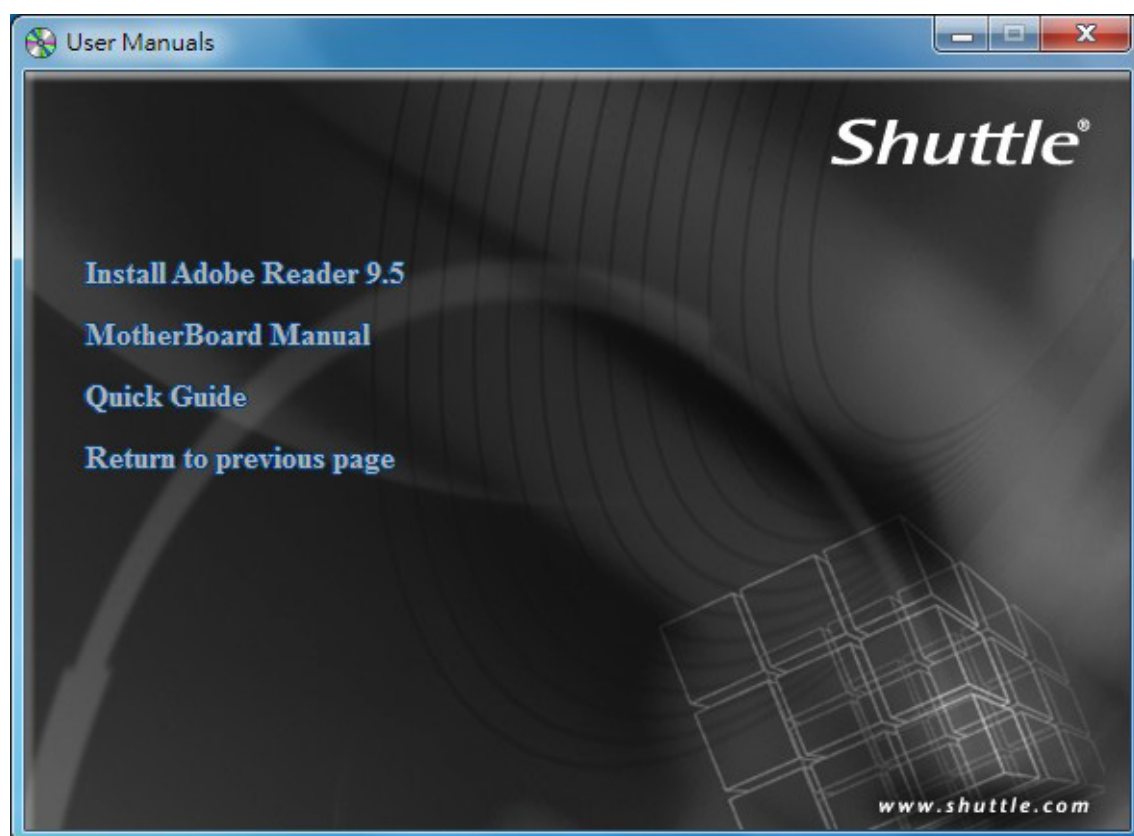 User Manuals
Shuttle®
Install Adobe Reader 9.5
MotherBoard Manual
Quick Guide
Return to previous page
www.shuttle.com